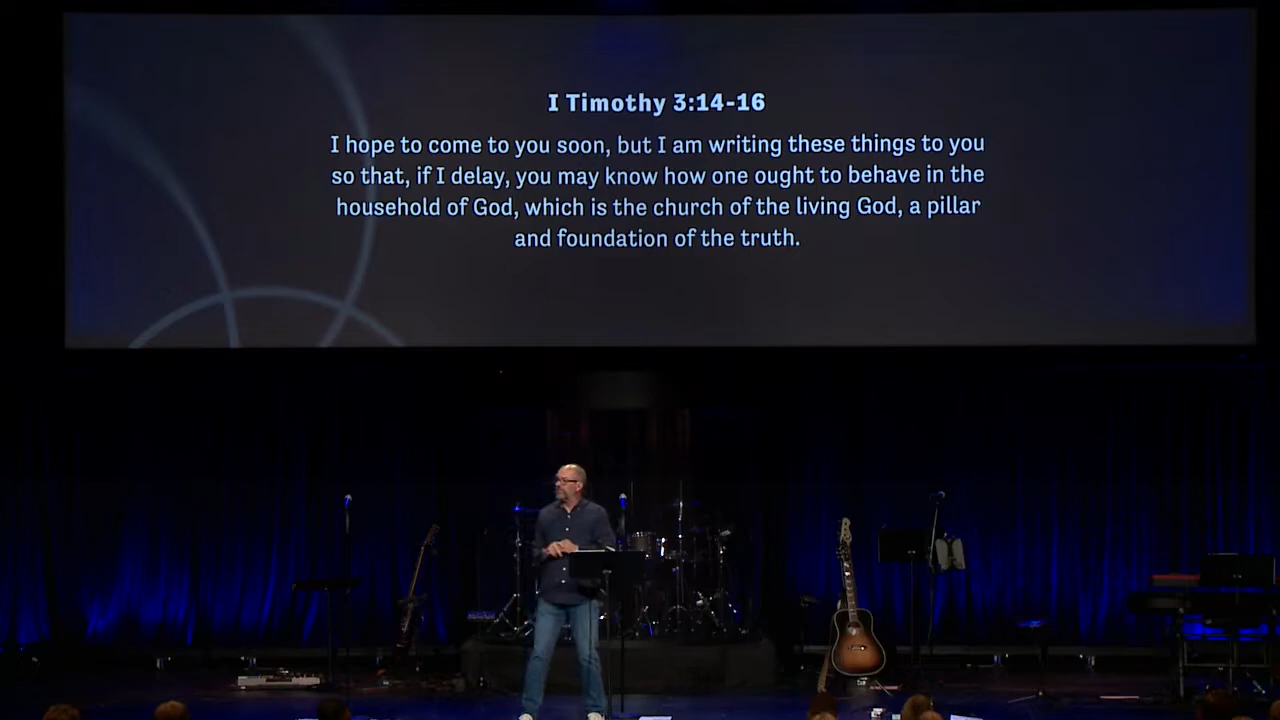 I Timothy 3:14-16
I hope to come to you soon, but I am writing these things to you
so that, if I delay, you may know how one ought to behave in the
household of God, which is the church of the living God, a pillar
and foundation of the truth.